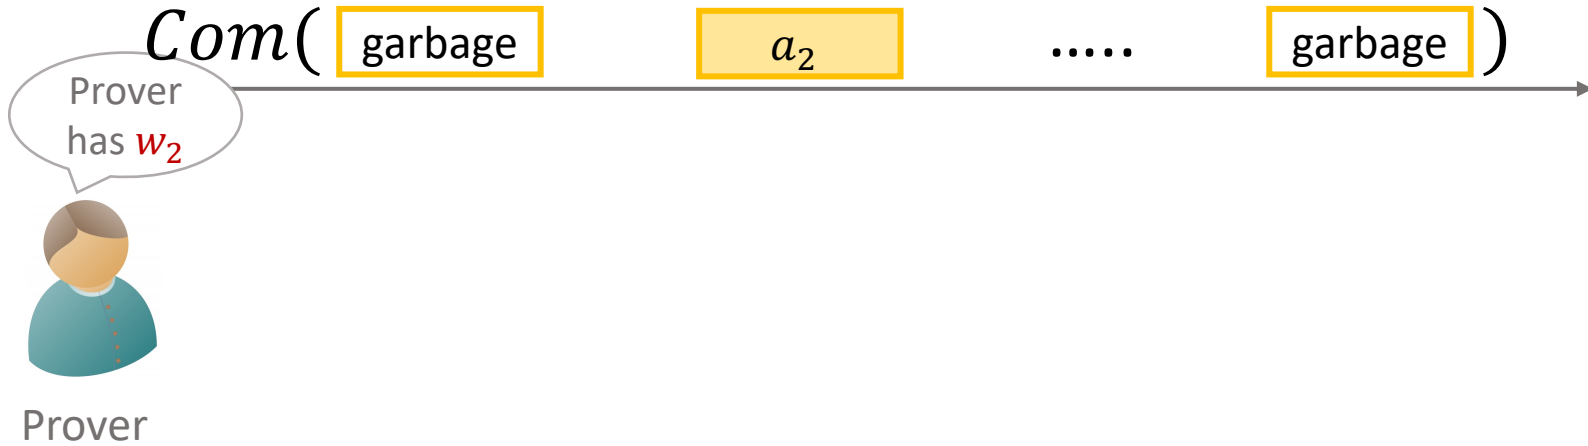 Com( garbage a₂ ..... garbage )
Prover
has w₂
Prover